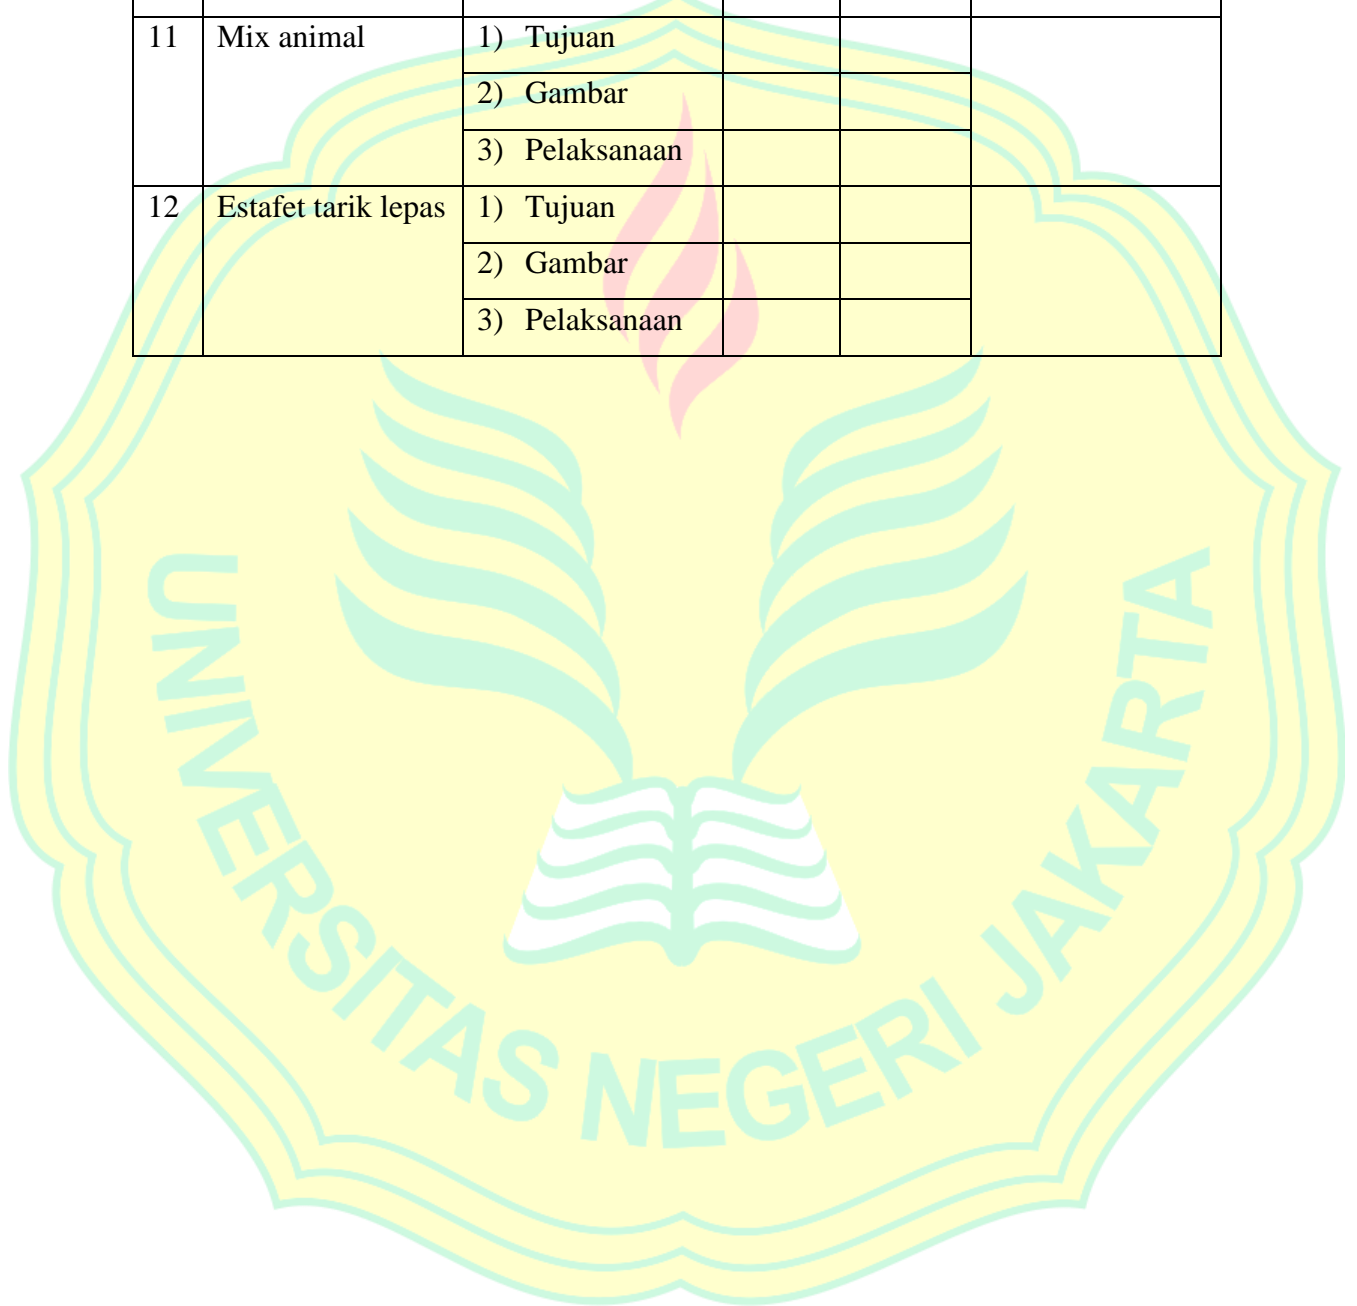 11 Mix animal 1) Tujuan
2) Gambar
3) Pelaksanaan
12 Estafet tarik lepas 1) Tujuan
2) Gambar
3) Pelaksanaan
UNIVERSITAS NEGERI JAKARTA